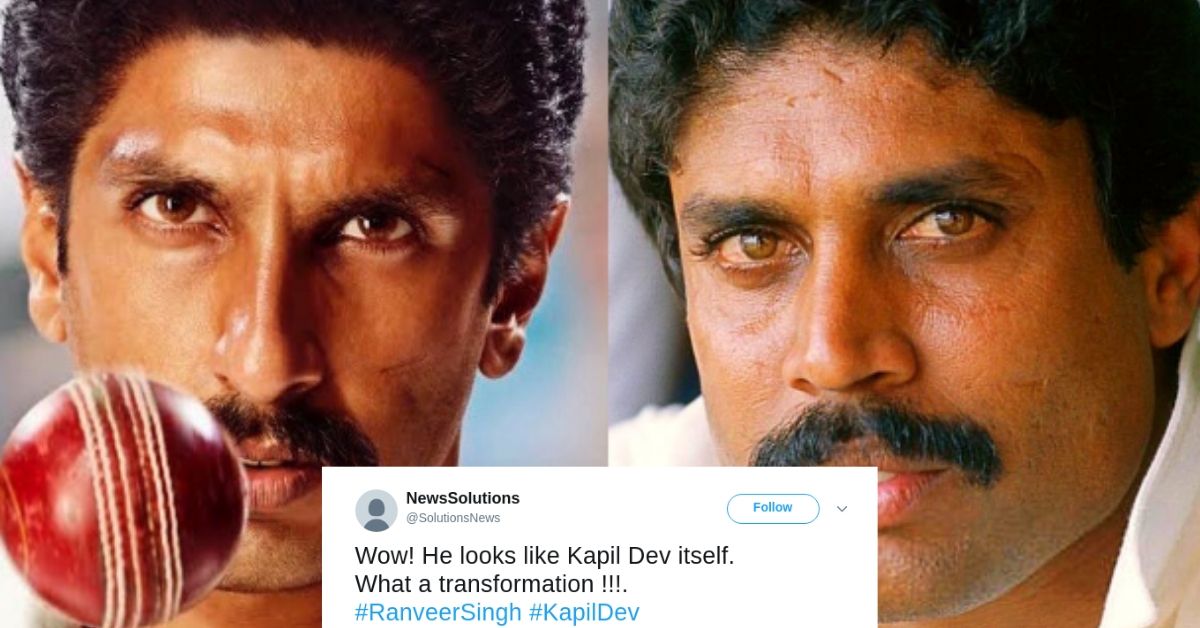 NewsSolutions
@SolutionsNews
Follow
Wow! He looks like Kapil Dev itself.
What a transformation !!!.
#RanveerSingh #KapilDev